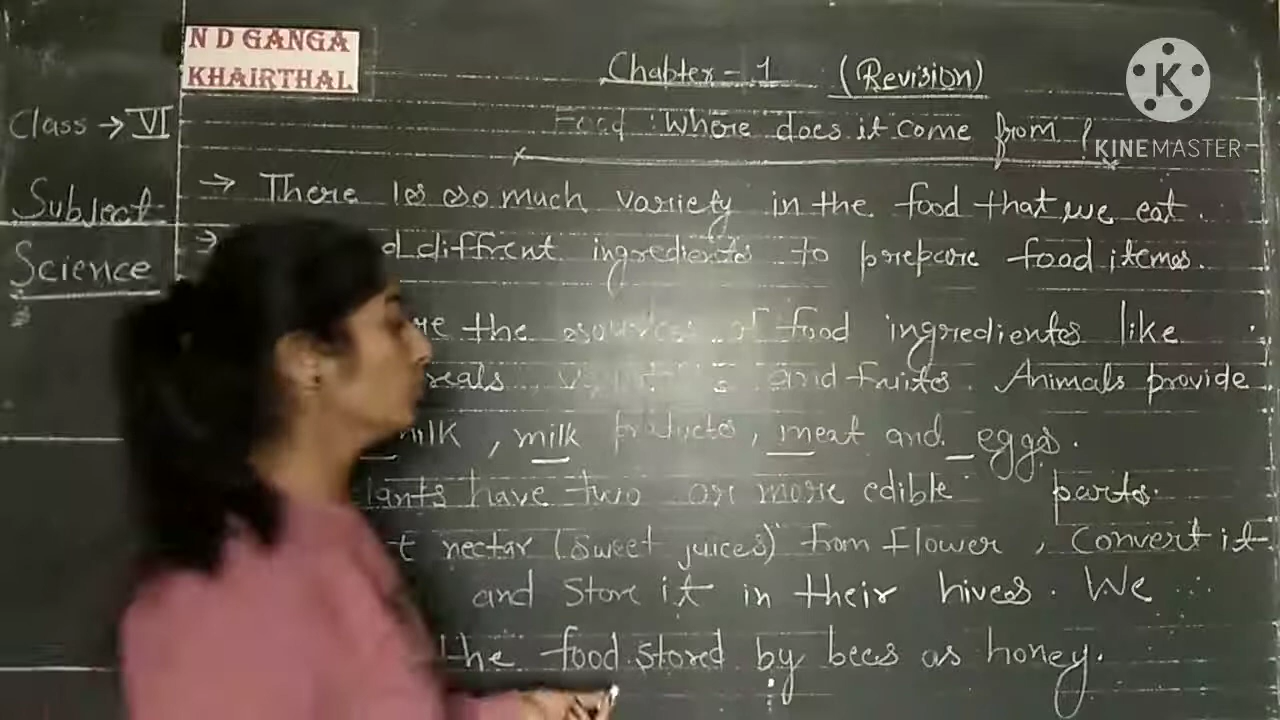 N D GANGA
KHAIRTHAL
Chapter - 1 (Revision)
K
KINEMASTER
Class → VI
Food : Where does it come from ?
Subject
Science
→ There is so much variety in the food that we eat.
→ diffrent ingredients to prepare food items.
the sources of food ingredients like
and fruits. Animals provide
milk, milk products, meat and eggs.
have two or more edible parts.
nectar (sweet juices) from flower, convert it
and store it in their hives. We
the food stored by bees as honey.